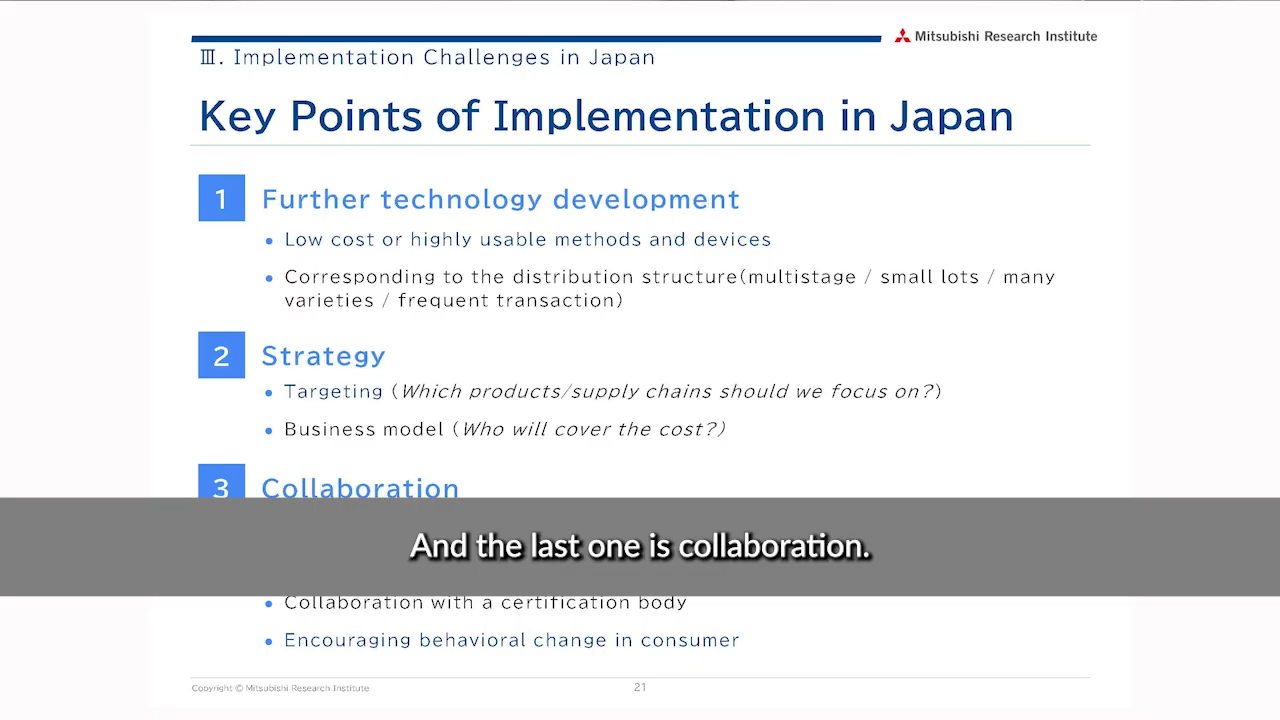 Mitsubishi Research Institute
Ⅲ. Implementation Challenges in Japan
Key Points of Implementation in Japan
1 Further technology development
• Low cost or highly usable methods and devices
• Corresponding to the distribution structure(multistage / small lots / many
varieties / frequent transaction)
2 Strategy
• Targeting (Which products/supply chains should we focus on?)
• Business model (Who will cover the cost?)
3 Collaboration
And the last one is collaboration.
• Collaboration with a certification body
• Encouraging behavioral change in consumer
Copyright © Mitsubishi Research Institute
21